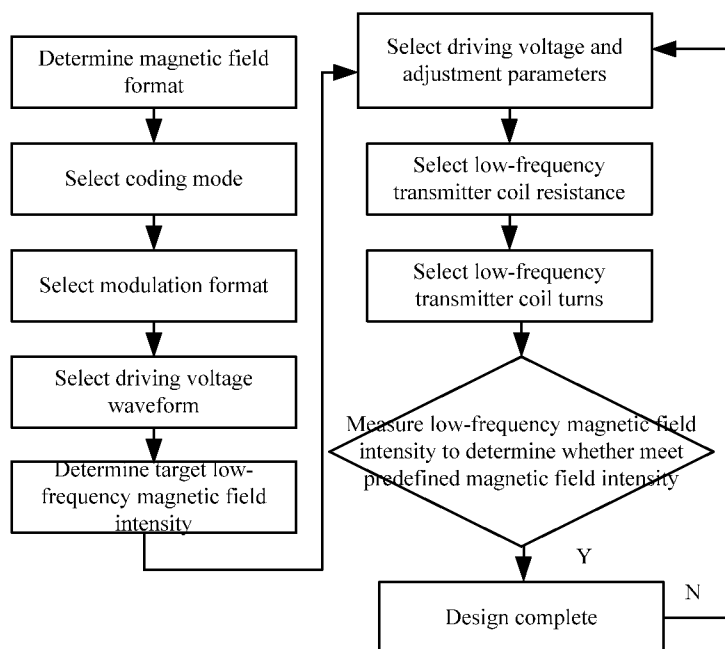 Determine magnetic field
format
Select coding mode
Select modulation format
Select driving voltage
waveform
Determine target low-
frequency magnetic field
intensity
Select driving voltage and
adjustment parameters
Select low-frequency
transmitter coil resistance
Select low-frequency
transmitter coil turns
Measure low-frequency magnetic field
intensity to determine whether meet
predefined magnetic field intensity
Y
N
Design complete